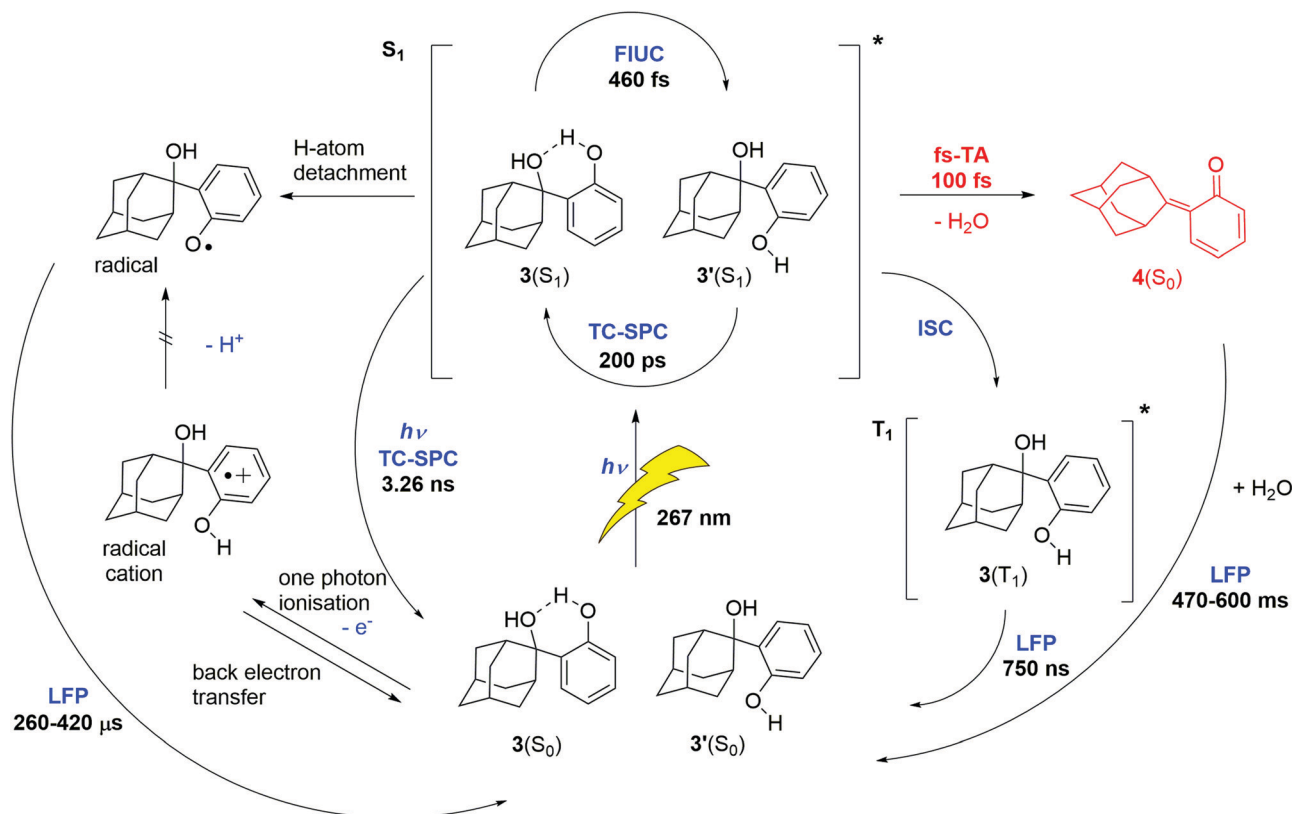 S₁
*
FlUC
460 fs
H-atom
detachment
OH
O•
radical
HO
H
O
3(S₁)
OH
O
H
3'(S₁)
fs-TA
100 fs
- H₂O
O
4(S₀)
TC-SPC
200 ps
ISC
- H⁺
hν
TC-SPC
3.26 ns
hν
267 nm
T₁
*
OH
O
H
3(T₁)
+ H₂O
OH
•+
O
H
radical
cation
one photon
ionisation
- e⁻
back electron
transfer
HO
H
O
3(S₀)
OH
O
H
3'(S₀)
LFP
750 ns
LFP
470-600 ms
LFP
260-420 μs